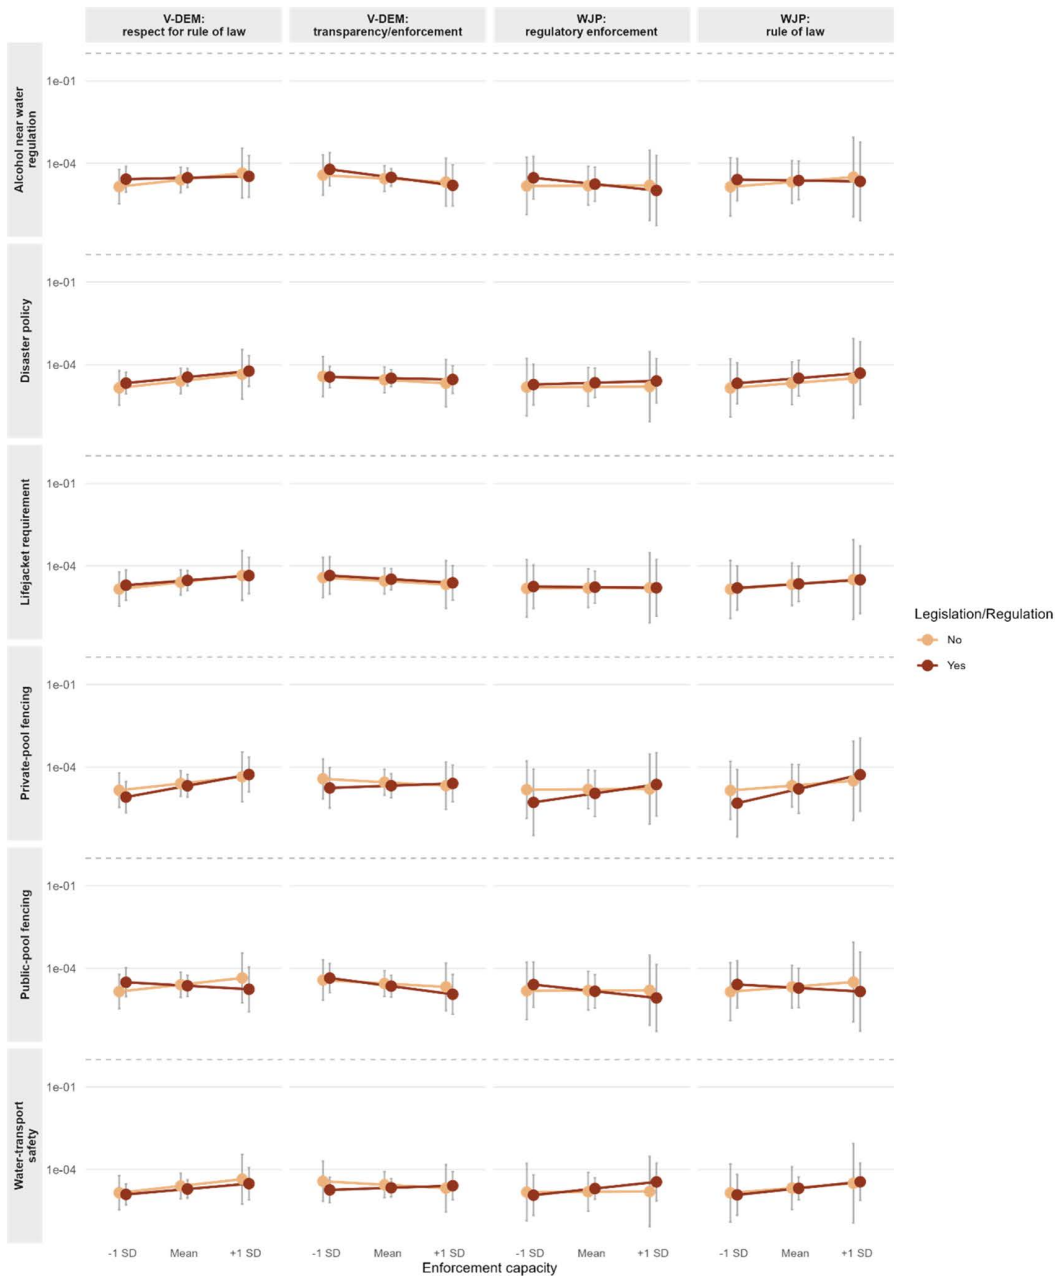 V-DEM:
respect for rule of law
V-DEM:
transparency/enforcement
WJP:
regulatory enforcement
WJP:
rule of law
Alcohol near water
regulation
1e-01
1e-04
Disaster policy
1e-01
1e-04
Lifejacket requirement
1e-01
1e-04
Legislation/Regulation
No
Yes
Private-pool fencing
1e-01
1e-04
Public-pool fencing
1e-01
1e-04
Water-transport
safety
1e-01
1e-04
-1 SD Mean +1 SD -1 SD Mean +1 SD -1 SD Mean +1 SD -1 SD Mean +1 SD
Enforcement capacity